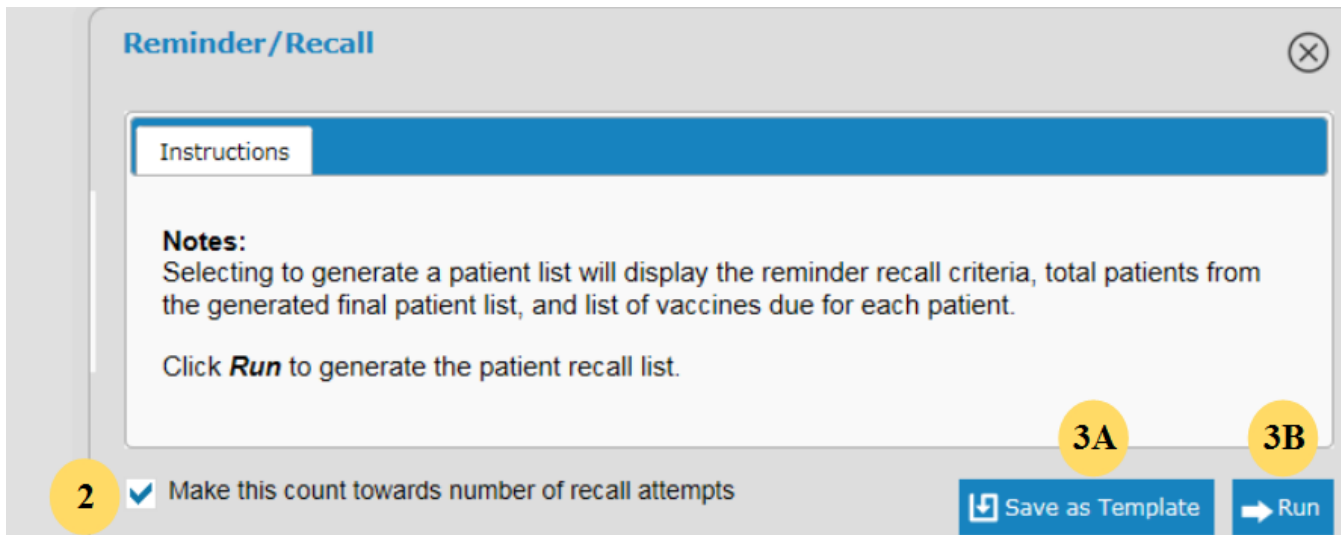 Reminder/Recall
Instructions
Notes:
Selecting to generate a patient list will display the reminder recall criteria, total patients from
the generated final patient list, and list of vaccines due for each patient.
Click Run to generate the patient recall list.
3A
3B
2
Make this count towards number of recall attempts
Save as Template
Run